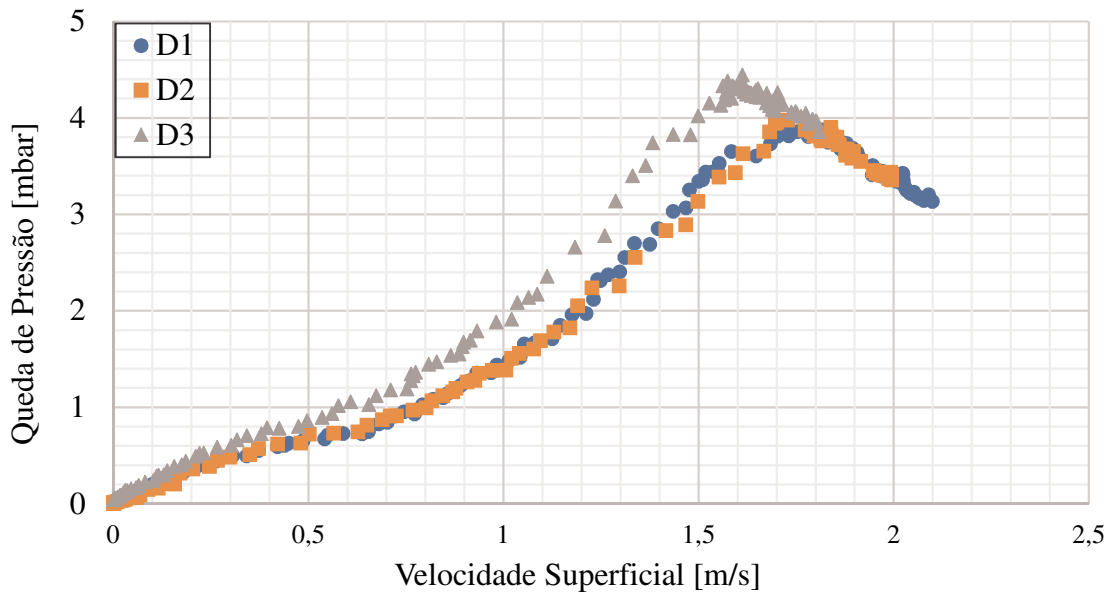 5
4
3
2
1
0
Queda de Pressão [mbar]
D1
D2
D3
0
0,5
1
1,5
2
2,5
Velocidade Superficial [m/s]